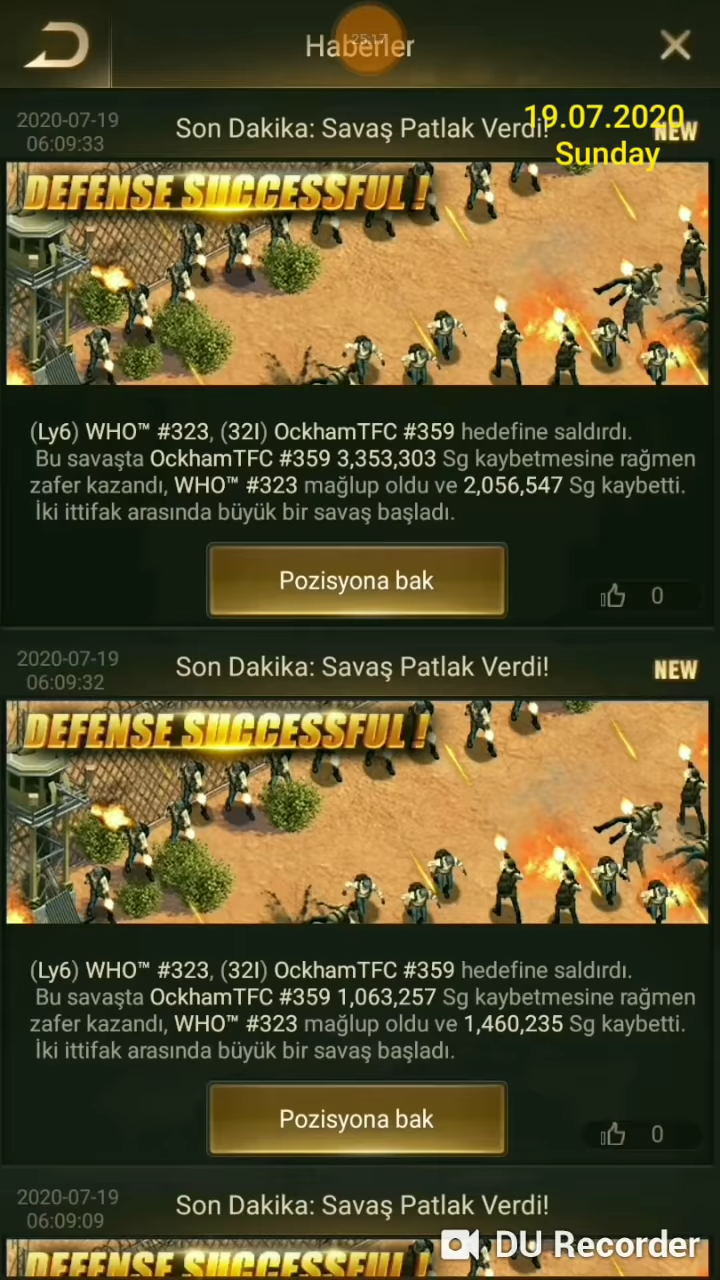 25:17
Haberler
19.07.2020
Sunday
2020-07-19
06:09:33
Son Dakika: Savaş Patlak Verdi!
NEW
DEFENSE SUCCESSFUL !
(Ly6) WHO™ #323, (32I) OckhamTFC #359 hedefine saldırdı.
Bu savaşta OckhamTFC #359 3,353,303 Sg kaybetmesine rağmen
zafer kazandı, WHO™ #323 mağlup oldu ve 2,056,547 Sg kaybetti.
İki ittifak arasında büyük bir savaş başladı.
Pozisyona bak
0
2020-07-19
06:09:32
Son Dakika: Savaş Patlak Verdi!
NEW
DEFENSE SUCCESSFUL !
(Ly6) WHO™ #323, (32I) OckhamTFC #359 hedefine saldırdı.
Bu savaşta OckhamTFC #359 1,063,257 Sg kaybetmesine rağmen
zafer kazandı, WHO™ #323 mağlup oldu ve 1,460,235 Sg kaybetti.
İki ittifak arasında büyük bir savaş başladı.
Pozisyona bak
0
2020-07-19
06:09:09
Son Dakika: Savaş Patlak Verdi!
DEFENSE SUCCESSFUL !
DU Recorder